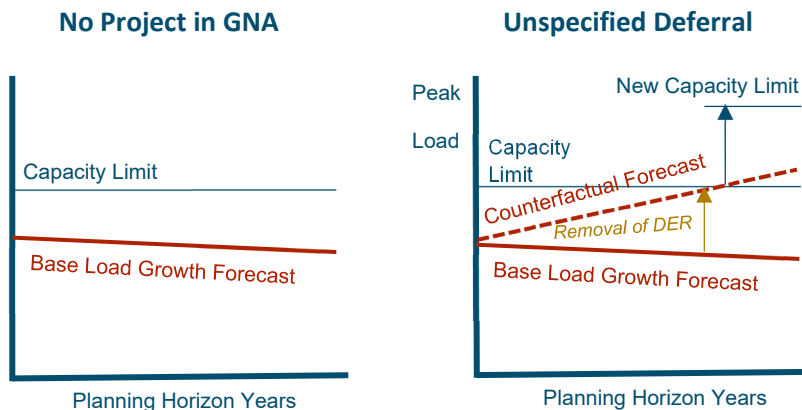 No Project in GNA
Capacity Limit
Base Load Growth Forecast
Planning Horizon Years
Unspecified Deferral
Peak
Load
New Capacity Limit
Capacity
Limit
Counterfactual Forecast
Removal of DER
Base Load Growth Forecast
Planning Horizon Years